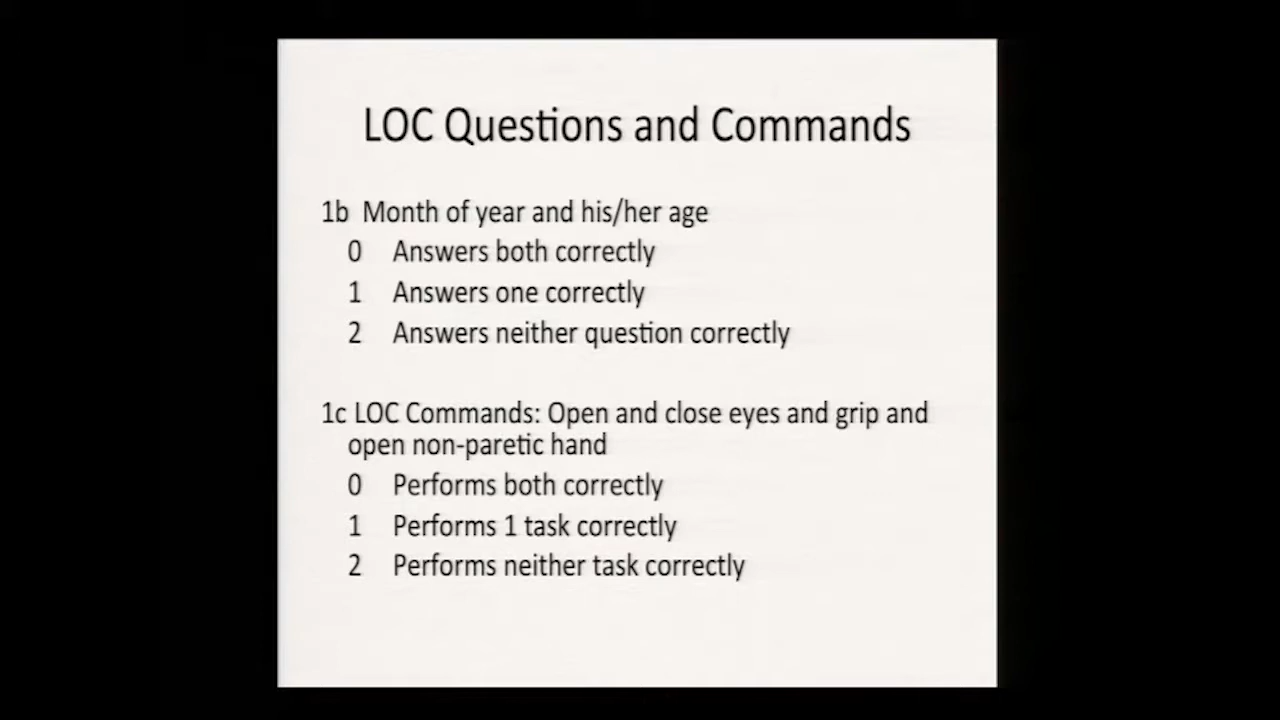 LOC Questions and Commands
1b Month of year and his/her age
0 Answers both correctly
1 Answers one correctly
2 Answers neither question correctly
1c LOC Commands: Open and close eyes and grip and
open non-paretic hand
0 Performs both correctly
1 Performs 1 task correctly
2 Performs neither task correctly